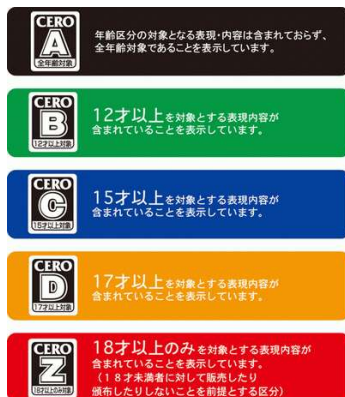 CERO
A
全年齢対象
年齢区分の対象となる表現・内容は含まれておらず、
全年齢対象であることを表示しています。
CERO
B
12才以上対象
12才以上を対象とする表現内容が
含まれていることを表示しています。
CERO
C
15才以上対象
15才以上を対象とする表現内容が
含まれていることを表示しています。
CERO
D
17才以上対象
17才以上を対象とする表現内容が
含まれていることを表示しています。
CERO
Z
18才以上のみ対象
18才以上のみを対象とする表現内容が
含まれていることを表示しています。
(18才未満者に対して販売したり
頒布したりしないことを前提とする区分)